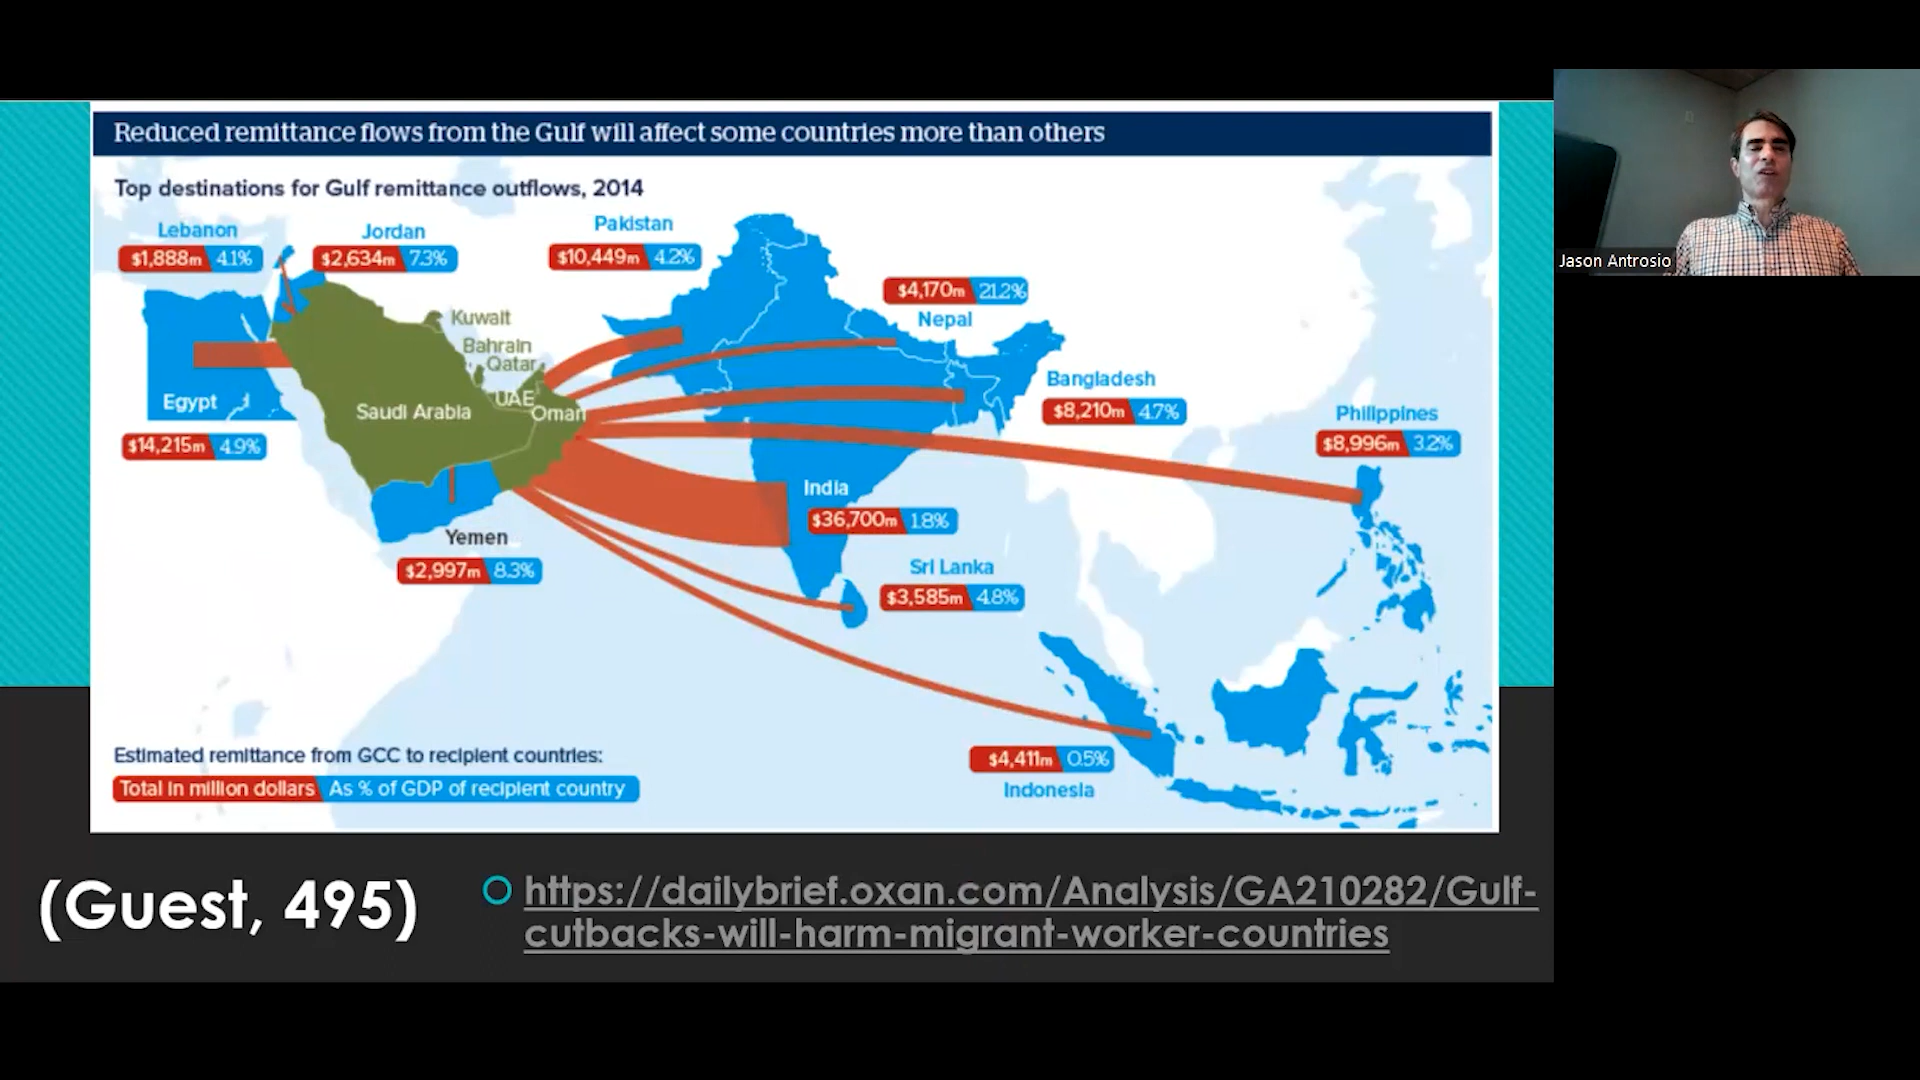 Reduced remittance flows from the Gulf will affect some countries more than others
Top destinations for Gulf remittance outflows, 2014
Lebanon
$1,888m 4.1%
Jordan
$2,634m 7.3%
Pakistan
$10,449m 4.2%
$4,170m 21.2%
Nepal
Kuwait
Bahrain
Qatar
UAE
Oman
Saudi Arabia
Egypt
$14,215m 4.9%
Bangladesh
$8,210m 4.7%
Philippines
$8,996m 3.2%
India
$36,700m 1.8%
Yemen
$2,997m 8.3%
Sri Lanka
$3,585m 4.8%
$4,411m 0.5%
Indonesia
Estimated remittance from GCC to recipient countries:
Total in million dollars As % of GDP of recipient country
(Guest, 495)
https://dailybrief.oxan.com/Analysis/GA210282/Gulf-
cutbacks-will-harm-migrant-worker-countries
Jason Antrosio